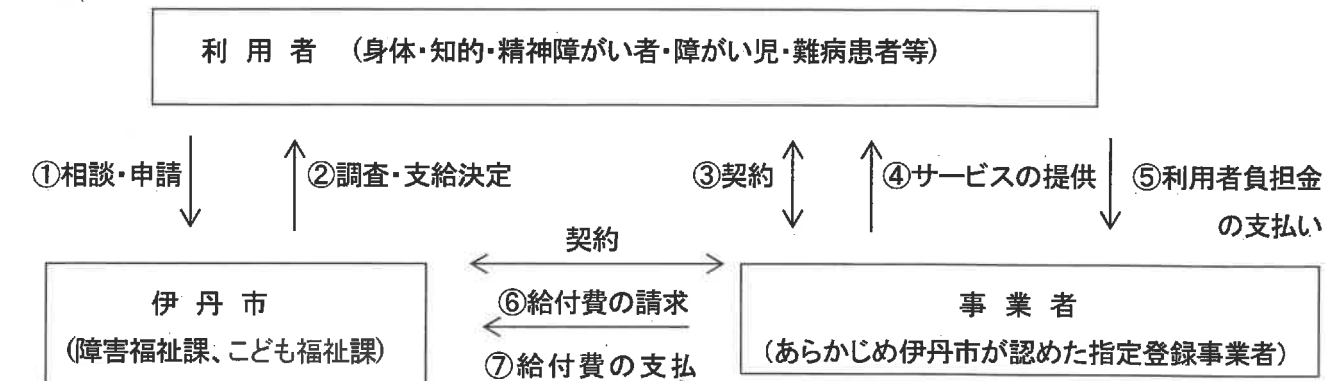 利用者 （身体・知的・精神障がい者・障がい児・難病患者等）
①相談・申請
②調査・支給決定
③契約
④サービスの提供
⑤利用者負担金
の支払い
契約
伊丹市
（障害福祉課、こども福祉課）
⑥給付費の請求
⑦給付費の支払
事業者
（あらかじめ伊丹市が認めた指定登録事業者）